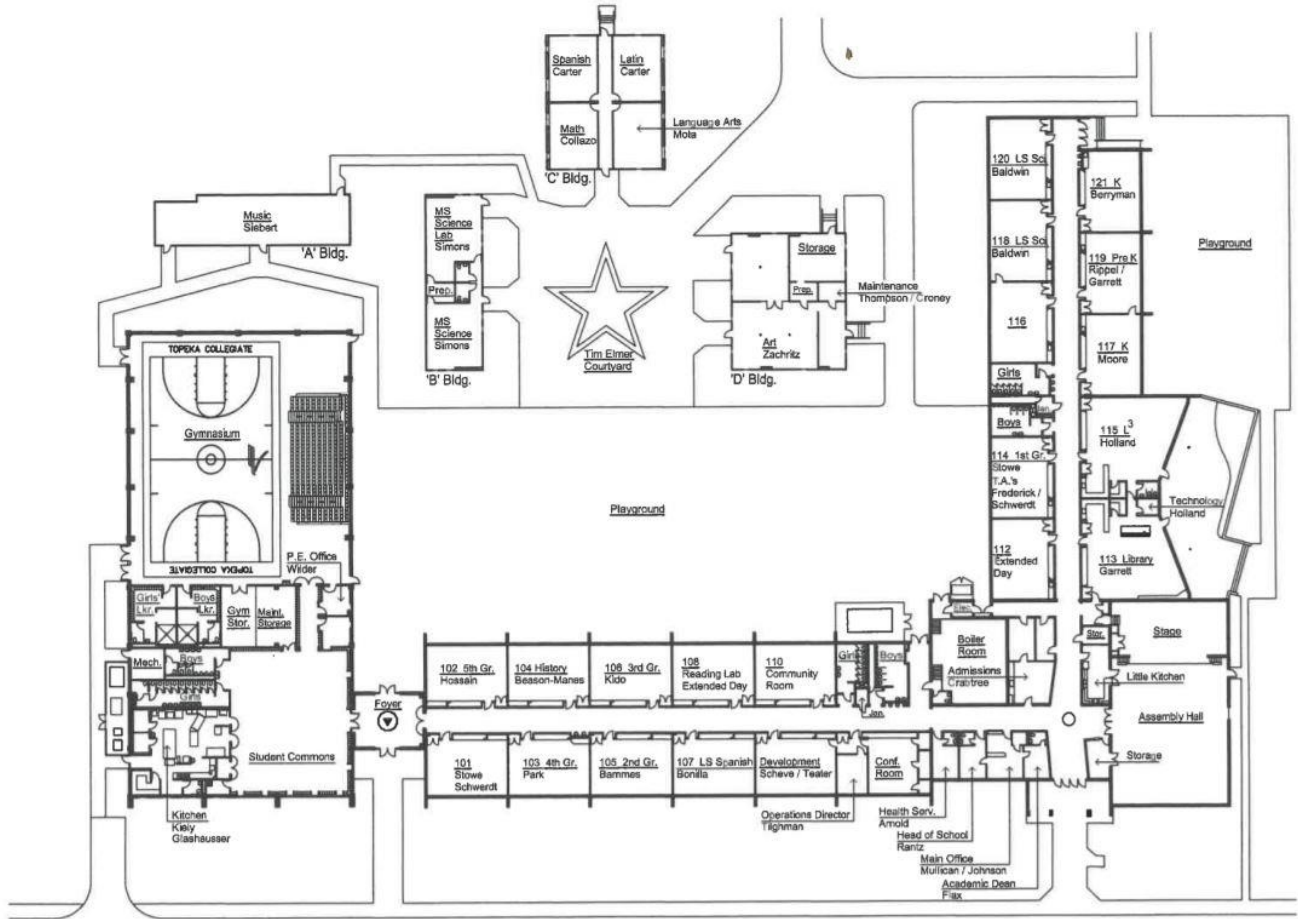 Spanish
Carter
Latin
Carter
Math
Collazo
Language Arts
Mota
'C' Bldg.
Music
Siebert
'A' Bldg.
MS
Science
Lab
Simons
Prep.
MS
Science
Simons
'B' Bldg.
Tim Elmer
Courtyard
Storage
Prep.
Maintenance
Thompson / Croney
Art
Zachritz
'D' Bldg.
120 LS Sci
Baldwin
121 K
Berryman
118 LS Sci
Baldwin
119 Pre K
Rippel /
Garrett
Playground
116
117 K
Moore
Girls
Jan.
Boys
115 L³
Holland
114 1st Gr.
Stowe
T.A.'s
Frederick /
Schwerdt
Technology
Holland
112
Extended
Day
113 Library
Garrett
TOPEKA COLLEGIATE
Gymnasium
TOPEKA COLLEGIATE
Playground
P.E. Office
Wilder
Girls'
Lkr.
Boys
Lkr.
Gym
Stor.
Maint.
Storage
Mech.
Boys
Girls
Student Commons
Kitchen
Kiely
Glashausser
Foyer
102 5th Gr.
Hossain
104 History
Beason-Manes
106 3rd Gr.
Kido
108
Reading Lab
Extended Day
110
Community
Room
Girls
Boys
Jan.
Elec.
Boiler
Room
Admissions
Crabtree
Stor.
Stage
Little Kitchen
Assembly Hall
Storage
101
Stowe
Schwerdt
103 4th Gr.
Park
105 2nd Gr.
Bammes
107 LS Spanish
Bonilla
Development
Scheve / Teater
Conf.
Room
Operations Director
Tilghman
Health Serv.
Arnold
Head of School
Rantz
Main Office
Mullican / Johnson
Academic Dean
Flax